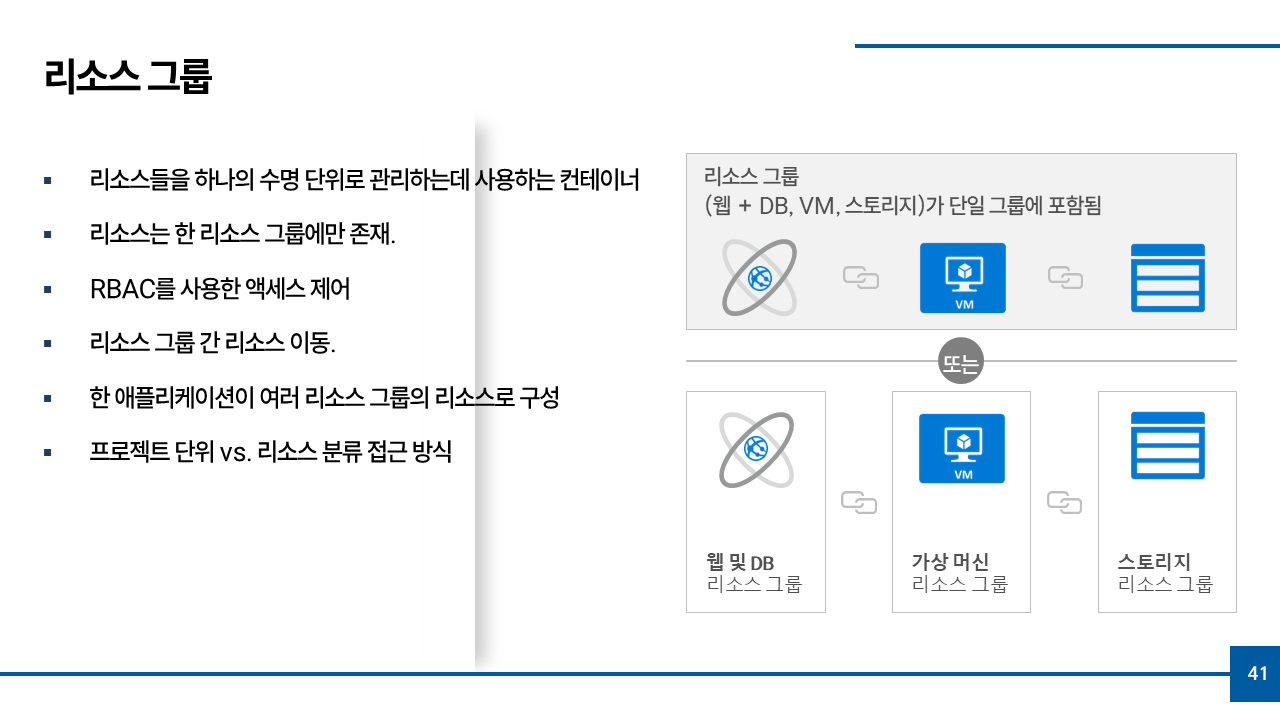 리소스 그룹
▪ 리소스들을 하나의 수명 단위로 관리하는데 사용하는 컨테이너
▪ 리소스는 한 리소스 그룹에만 존재.
▪ RBAC를 사용한 액세스 제어
▪ 리소스 그룹 간 리소스 이동.
▪ 한 애플리케이션이 여러 리소스 그룹의 리소스로 구성
▪ 프로젝트 단위 vs. 리소스 분류 접근 방식
리소스 그룹
(웹 + DB, VM, 스토리지)가 단일 그룹에 포함됨
VM
또는
VM
웹 및 DB
리소스 그룹
가상 머신
리소스 그룹
스토리지
리소스 그룹
41